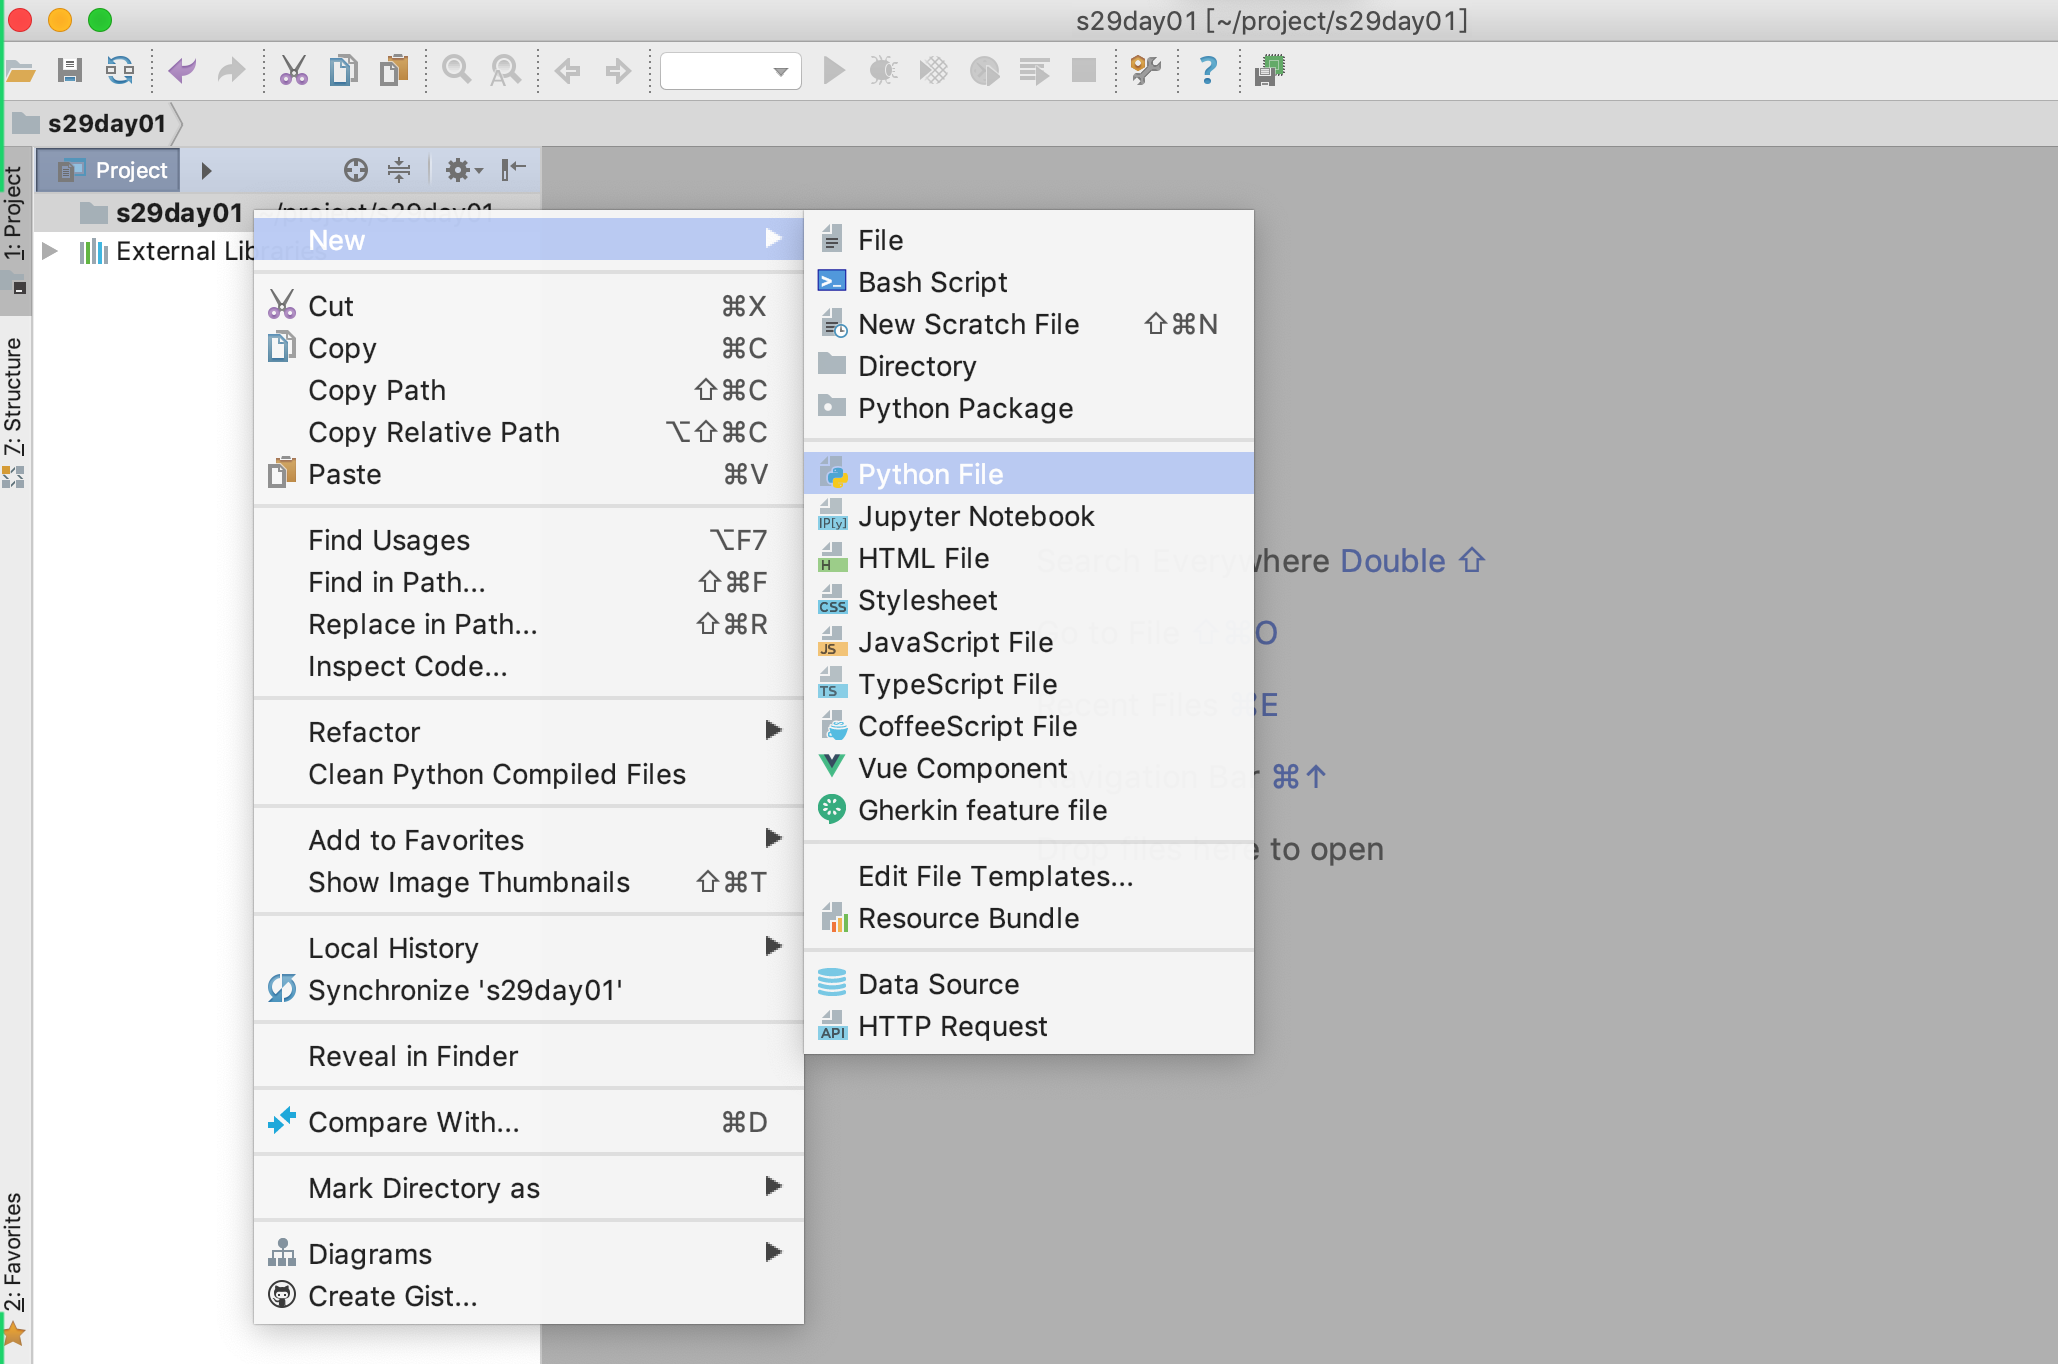 s29day01 [~/project/s29day01]
s29day01
1: Project
7: Structure
2: Favorites
Project
s29day01 ~/project/s29day01
External Libraries
New
Cut ⌘X
Copy ⌘C
Copy Path ⇧⌘C
Copy Relative Path ⌥⇧⌘C
Paste ⌘V
Find Usages ⌥F7
Find in Path... ⇧⌘F
Replace in Path... ⇧⌘R
Inspect Code...
Refactor
Clean Python Compiled Files
Add to Favorites
Show Image Thumbnails ⇧⌘T
Local History
Synchronize 's29day01'
Reveal in Finder
Compare With... ⌘D
Mark Directory as
Diagrams
Create Gist...
File
Bash Script
New Scratch File ⇧⌘N
Directory
Python Package
Python File
Jupyter Notebook
HTML File
Stylesheet
JavaScript File
TypeScript File
CoffeeScript File
Vue Component
Gherkin feature file
Edit File Templates...
Resource Bundle
Data Source
HTTP Request
Search Everywhere Double ⇧
Go to File ⇧⌘O
Recent Files ⌘E
Navigation Bar ⌘↑
Drop files here to open